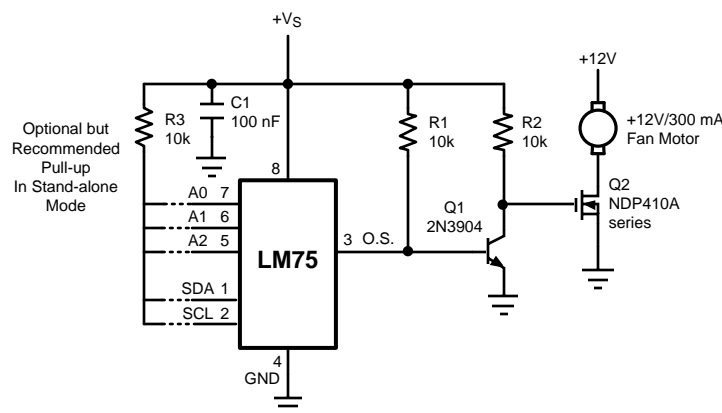 +VS
+12V
C1
100 nF
R3
10k
R1
10k
R2
10k
+12V/300 mA
Fan Motor
Optional but
Recommended
Pull-up
In Stand-alone
Mode
8
Q2
NDP410A
series
A0 7
A1 6
A2 5
Q1
2N3904
3 O.S.
LM75
SDA 1
SCL 2
4
GND